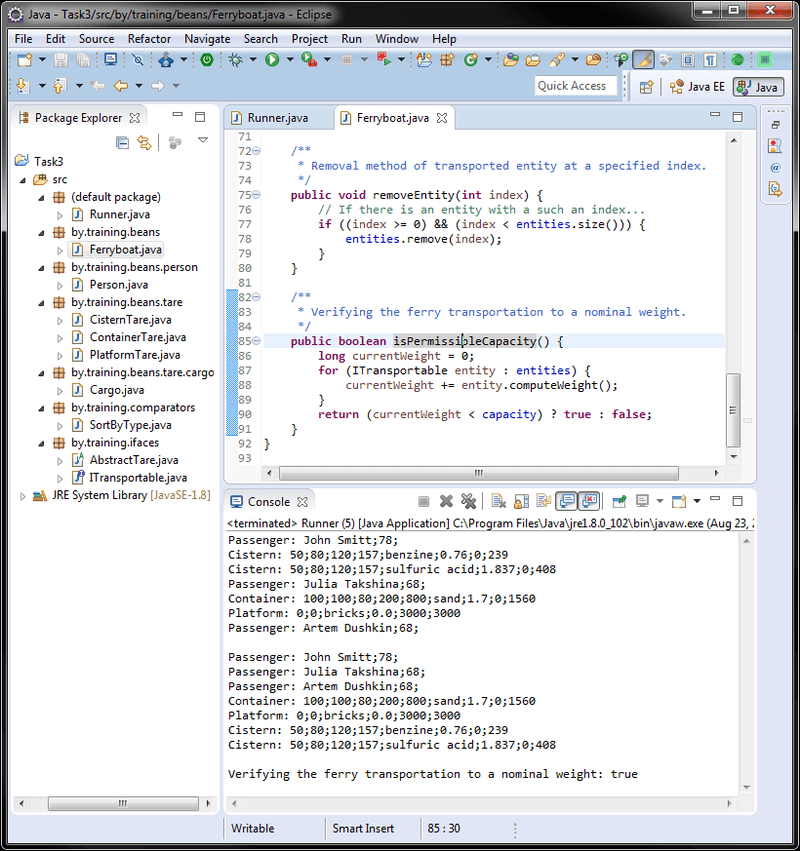 Java - Task3/src/by/training/beans/Ferryboat.java - Eclipse
File Edit Source Refactor Navigate Search Project Run Window Help
Quick Access
Java EE
Java
Package Explorer
Task3
src
(default package)
Runner.java
by.training.beans
Ferryboat.java
by.training.beans.person
Person.java
by.training.beans.tare
CisternTare.java
ContainerTare.java
PlatformTare.java
by.training.beans.tare.cargo
Cargo.java
by.training.comparators
SortByType.java
by.training.ifaces
AbstractTare.java
ITransportable.java
JRE System Library [JavaSE-1.8]
Runner.java
Ferryboat.java
71
72 /**
73 * Removal method of transported entity at a specified index.
74 */
75 public void removeEntity(int index) {
76 // If there is an entity with a such an index...
77 if ((index >= 0) && (index < entities.size())) {
78 entities.remove(index);
79 }
80 }
81
82 /**
83 * Verifying the ferry transportation to a nominal weight.
84 */
85 public boolean isPermissibleCapacity() {
86 long currentWeight = 0;
87 for (ITransportable entity : entities) {
88 currentWeight += entity.computeWeight();
89 }
90 return (currentWeight < capacity) ? true : false;
91 }
92 }
93
Console
<terminated> Runner (5) [Java Application] C:\Program Files\Java\jre1.8.0_102\bin\javaw.exe (Aug 23, 2
Passenger: John Smitt;78;
Cistern: 50;80;120;157;benzine;0.76;0;239
Cistern: 50;80;120;157;sulfuric acid;1.837;0;408
Passenger: Julia Takshina;68;
Container: 100;100;80;200;800;sand;1.7;0;1560
Platform: 0;0;bricks;0.0;3000;3000
Passenger: Artem Dushkin;68;
Passenger: John Smitt;78;
Passenger: Julia Takshina;68;
Passenger: Artem Dushkin;68;
Container: 100;100;80;200;800;sand;1.7;0;1560
Platform: 0;0;bricks;0.0;3000;3000
Cistern: 50;80;120;157;benzine;0.76;0;239
Cistern: 50;80;120;157;sulfuric acid;1.837;0;408
Verifying the ferry transportation to a nominal weight: true
Writable
Smart Insert
85 : 30